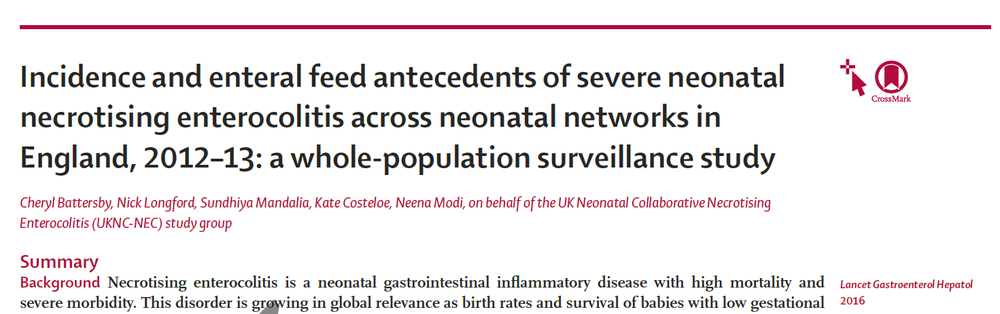 Incidence and enteral feed antecedents of severe neonatal
necrotising enterocolitis across neonatal networks in
England, 2012–13: a whole-population surveillance study
CrossMark
Cheryl Battersby, Nick Longford, Sundhiya Mandalia, Kate Costeloe, Neena Modi, on behalf of the UK Neonatal Collaborative Necrotising
Enterocolitis (UKNC-NEC) study group
Summary
Background Necrotising enterocolitis is a neonatal gastrointestinal inflammatory disease with high mortality and
severe morbidity. This disorder is growing in global relevance as birth rates and survival of babies with low gestational
Lancet Gastroenterol Hepatol
2016